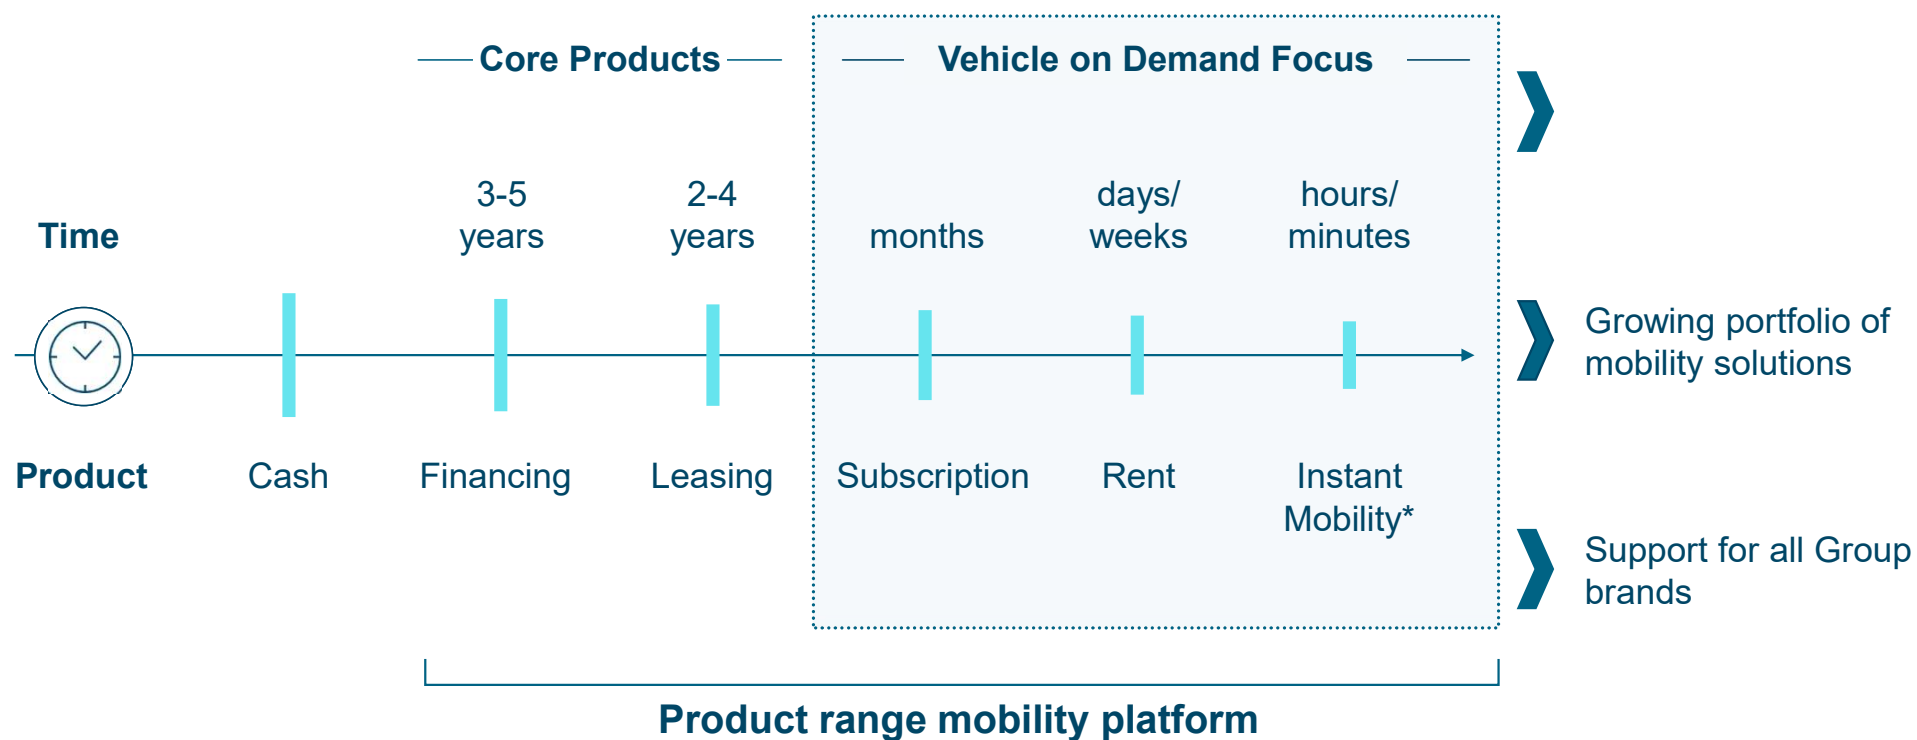 Core Products
Vehicle on Demand Focus
Time
3-5
years
2-4
years
months
days/
weeks
hours/
minutes
Product
Cash
Financing
Leasing
Subscription
Rent
Instant
Mobility*
Growing portfolio of
mobility solutions
Support for all Group
brands
Product range mobility platform